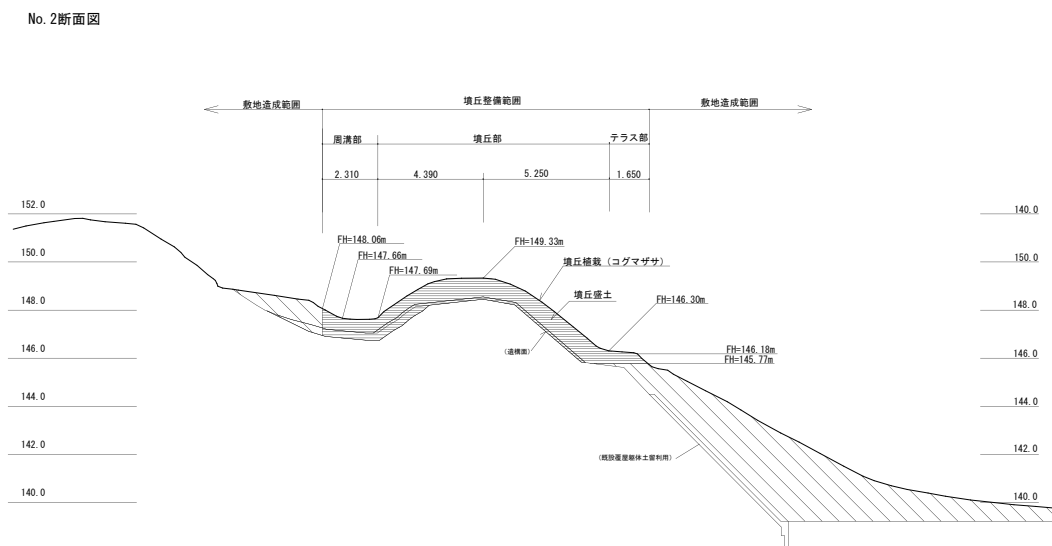 No.2断面図
敷地造成範囲
墳丘整備範囲
敷地造成範囲
周溝部
墳丘部
テラス部
2.310
4.390
5.250
1.650
152.0
140.0
FH=148.06m
FH=149.33m
FH=147.66m
150.0
墳丘植栽（コグマザサ）
150.0
FH=147.69m
墳丘盛土
FH=146.30m
148.0
148.0
（遺構面）
FH=146.18m
146.0
146.0
FH=145.77m
144.0
144.0
142.0
（既設覆屋躯体土留利用）
142.0
140.0
140.0